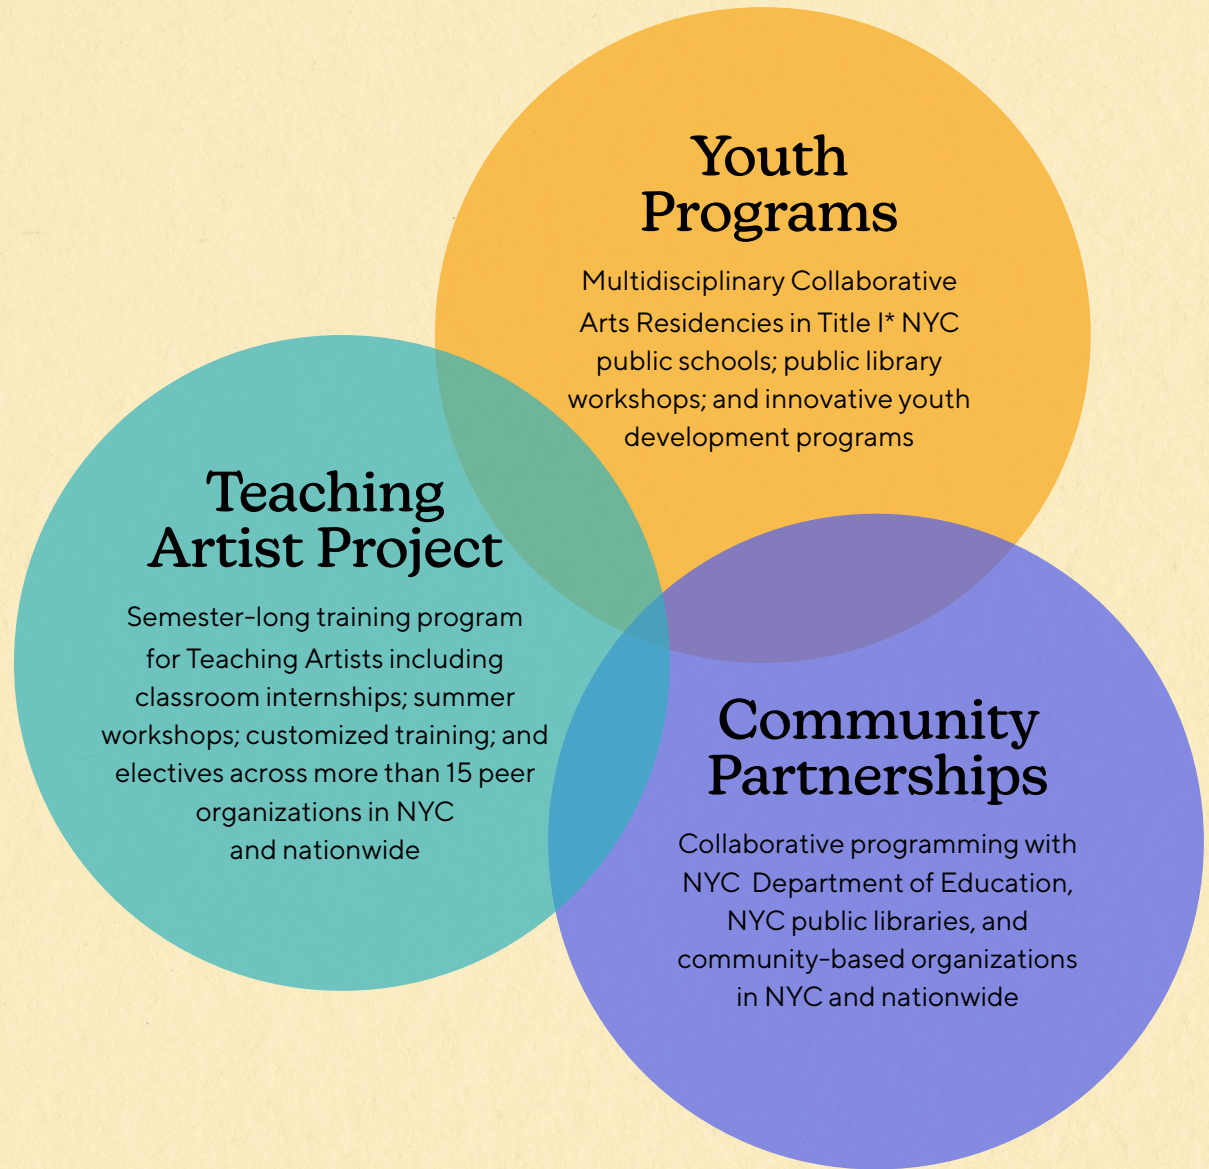 Youth
Programs
Multidisciplinary Collaborative
Arts Residencies in Title I* NYC
public schools; public library
workshops; and innovative youth
development programs
Teaching
Artist Project
Semester-long training program
for Teaching Artists including
classroom internships; summer
workshops; customized training; and
electives across more than 15 peer
organizations in NYC
and nationwide
Community
Partnerships
Collaborative programming with
NYC Department of Education,
NYC public libraries, and
community-based organizations
in NYC and nationwide